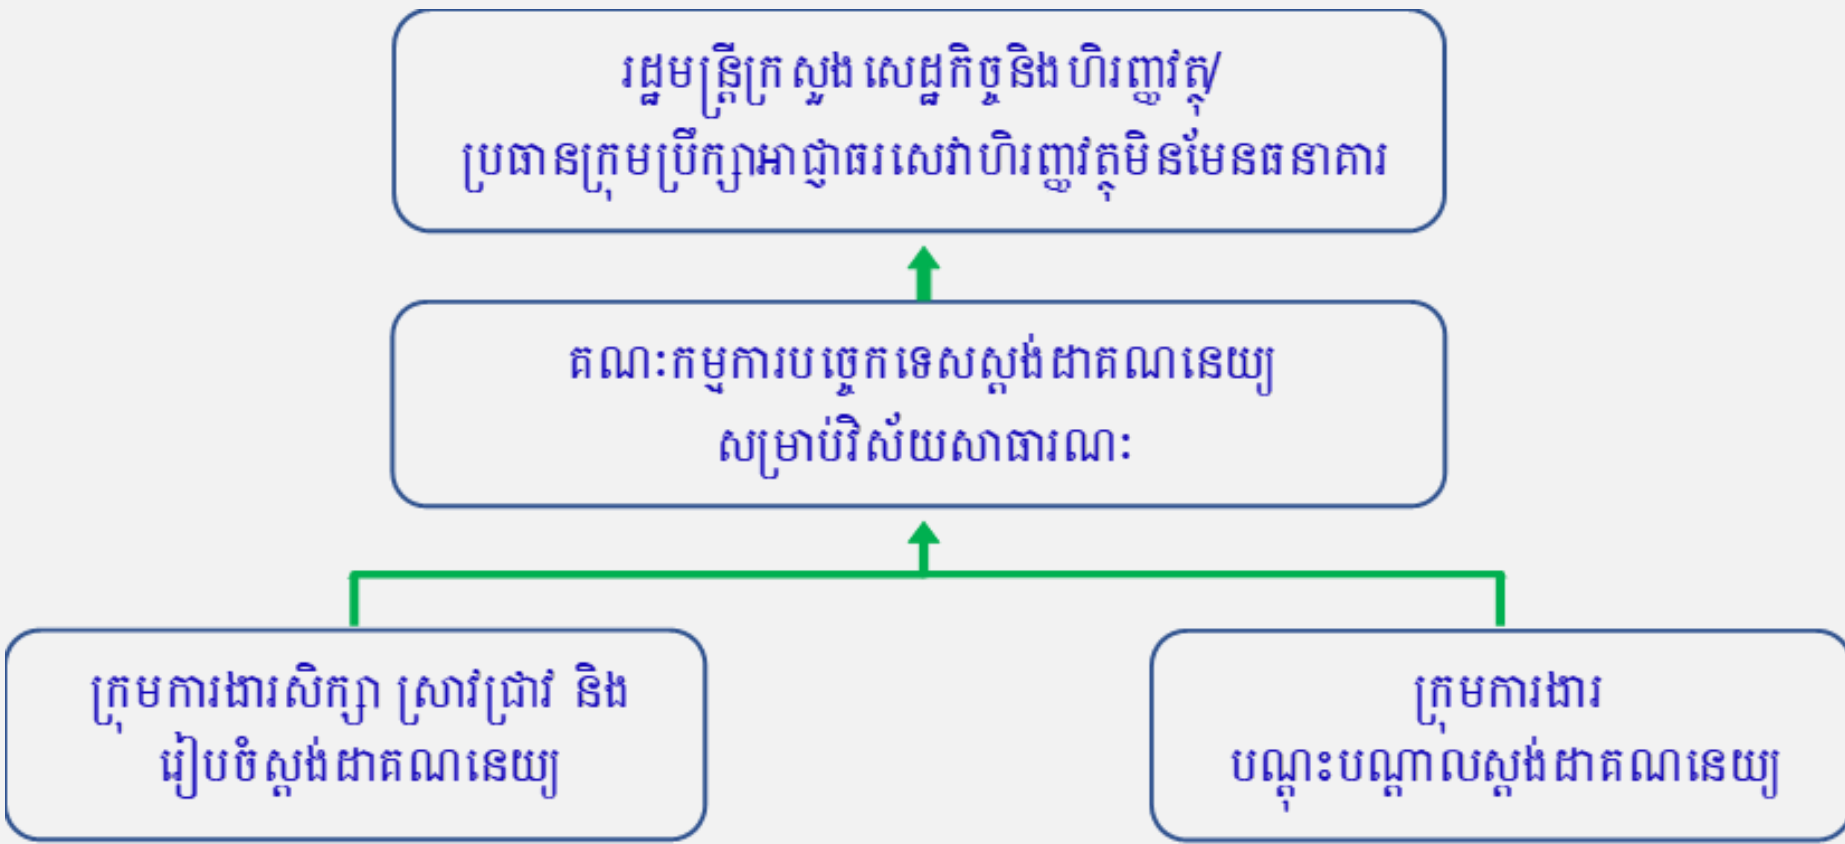 រដ្ឋមន្ត្រីក្រសួងសេដ្ឋកិច្ចនិងហិរញ្ញវត្ថុ/
ប្រធានក្រុមប្រឹក្សាអាជ្ញាធរសេវាហិរញ្ញវត្ថុមិនមែនធនាគារ
គណៈកម្មការបច្ចេកទេសស្តង់ដាគណនេយ្យ
សម្រាប់វិស័យសាធារណៈ
ក្រុមការងារសិក្សា ស្រាវជ្រាវ និង
រៀបចំស្តង់ដាគណនេយ្យ
ក្រុមការងារ
បណ្តុះបណ្តាលស្តង់ដាគណនេយ្យ